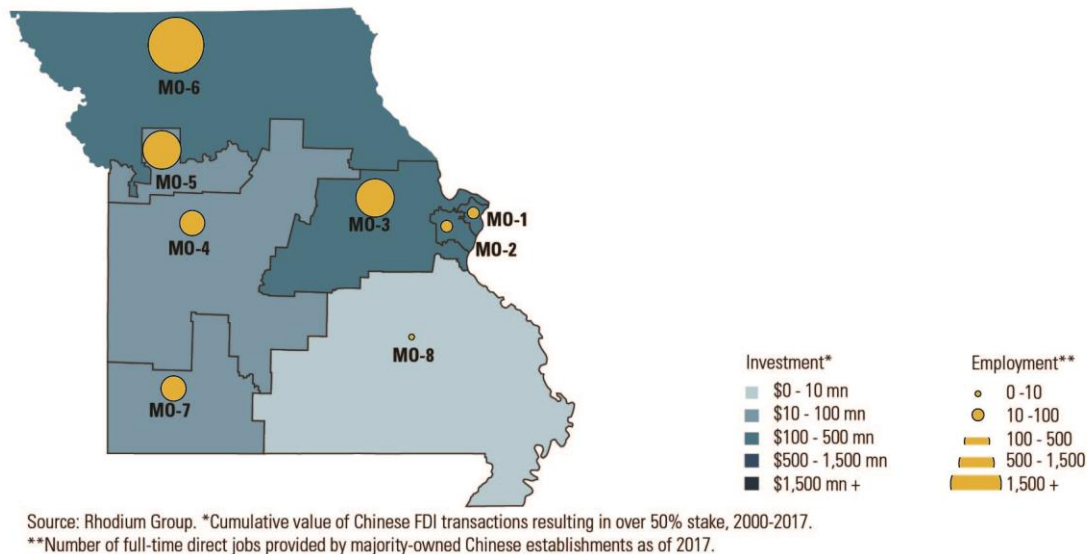 MO-6
MO-5
MO-4
MO-3
MO-1
MO-2
MO-8
MO-7
Investment*
$0 - 10 mn
$10 - 100 mn
$100 - 500 mn
$500 - 1,500 mn
$1,500 mn +
Employment**
0 -10
10 -100
100 - 500
500 - 1,500
1,500 +
Source: Rhodium Group. *Cumulative value of Chinese FDI transactions resulting in over 50% stake, 2000-2017.
**Number of full-time direct jobs provided by majority-owned Chinese establishments as of 2017.